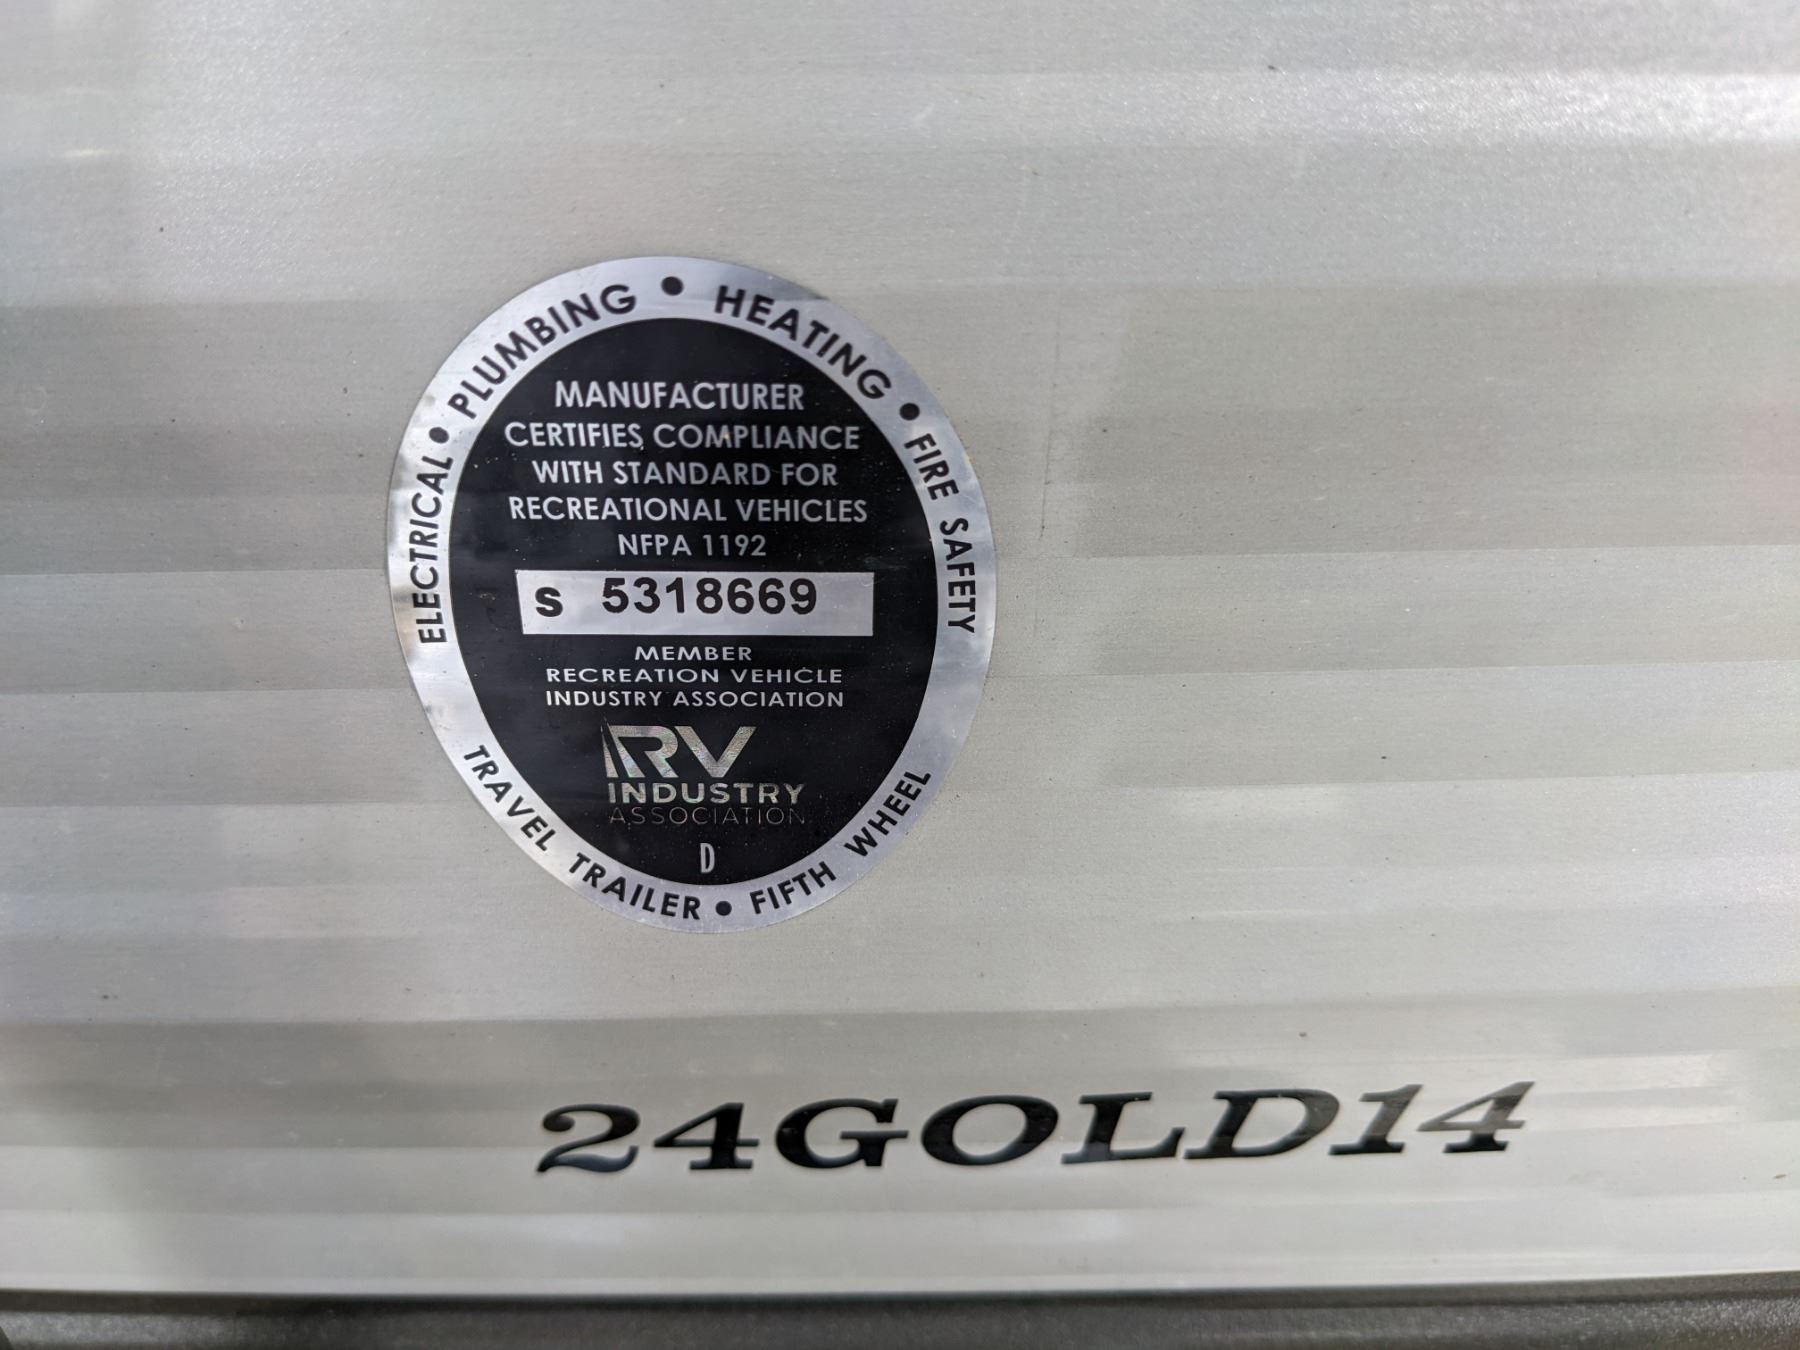 ELECTRICAL • PLUMBING • HEATING • FIRE SAFETY
MANUFACTURER
CERTIFIES COMPLIANCE
WITH STANDARD FOR
RECREATIONAL VEHICLES
NFPA 1192
S 5318669
MEMBER
RECREATION VEHICLE
INDUSTRY ASSOCIATION
RV
INDUSTRY
ASSOCIATION
D
TRAVEL TRAILER • FIFTH WHEEL
24GOLD14